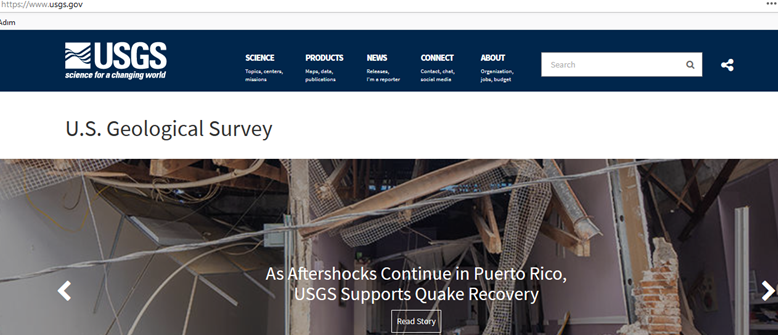 https://www.usgs.gov
Adım
USGS
science for a changing world
SCIENCE
Topics, centers,
missions
PRODUCTS
Maps, data,
publications
NEWS
Releases,
I'm a reporter
CONNECT
Contact, chat,
social media
ABOUT
Organization,
jobs, budget
Search
U.S. Geological Survey
As Aftershocks Continue in Puerto Rico,
USGS Supports Quake Recovery
Read Story